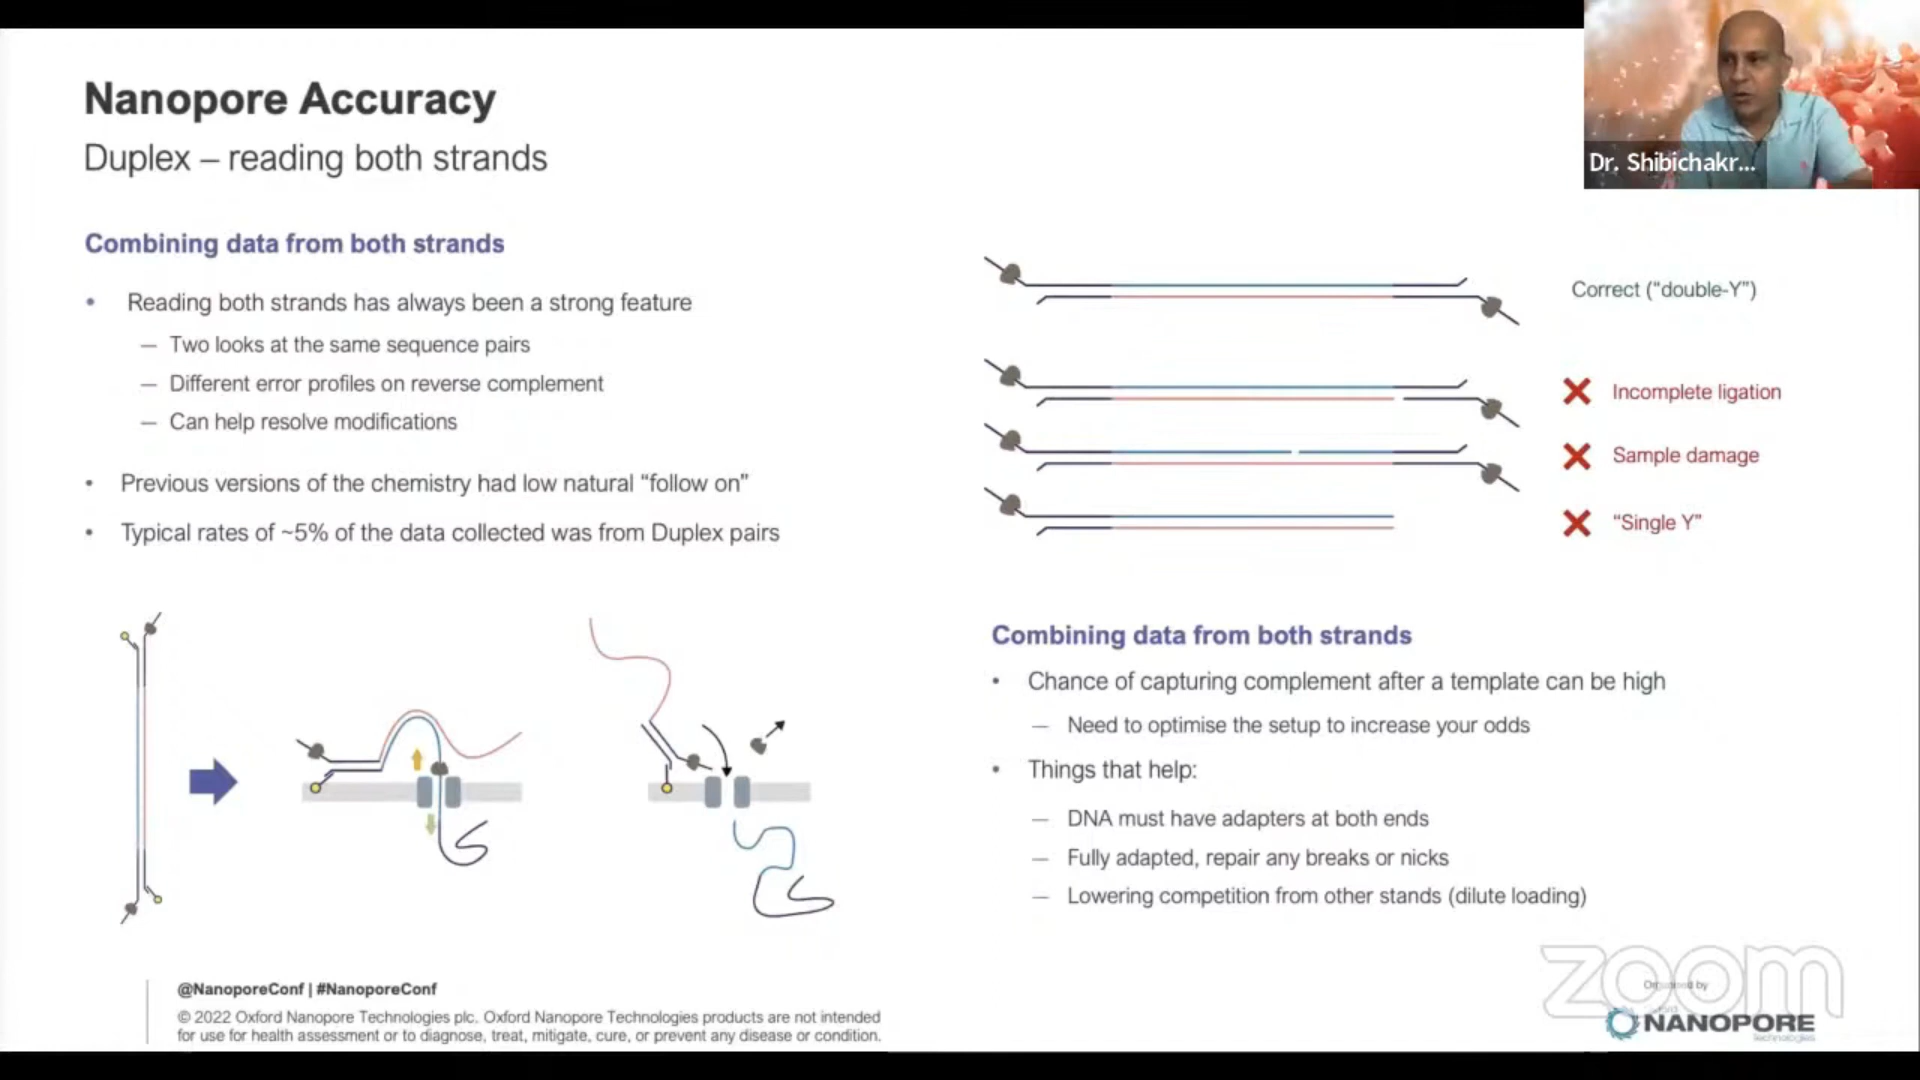 Nanopore Accuracy
Duplex – reading both strands
Dr. Shibichakr...
Combining data from both strands
• Reading both strands has always been a strong feature
— Two looks at the same sequence pairs
— Different error profiles on reverse complement
— Can help resolve modifications
• Previous versions of the chemistry had low natural “follow on”
• Typical rates of ~5% of the data collected was from Duplex pairs
Correct (“double-Y”)
Incomplete ligation
Sample damage
“Single Y”
Combining data from both strands
• Chance of capturing complement after a template can be high
— Need to optimise the setup to increase your odds
• Things that help:
— DNA must have adapters at both ends
— Fully adapted, repair any breaks or nicks
— Lowering competition from other stands (dilute loading)
@NanoporeConf | #NanoporeConf
© 2022 Oxford Nanopore Technologies plc. Oxford Nanopore Technologies products are not intended
for use for health assessment or to diagnose, treat, mitigate, cure, or prevent any disease or condition.
zoom
Organised by
NANOPORE
Technologies